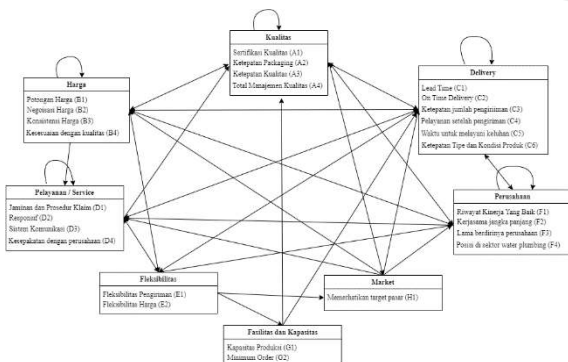 Kualitas
Sertifikasi Kualitas (A1)
Ketepatan Packaging (A2)
Ketepatan Kualitas (A3)
Total Manajemen Kualitas (A4)
Harga
Potongan Harga (B1)
Negoisasi Harga (B2)
Konsistensi Harga (B3)
Kesesuaian dengan kualitas (B4)
Delivery
Lead Time (C1)
On Time Delivery (C2)
Ketepatan jumlah pengiriman (C3)
Pelayanan setelah pengiriman (C4)
Waktu untuk melayani keluhan (C5)
Ketepatan Tipe dan Kondisi Produk (C6)
Pelayanan / Service
Jaminan dan Prosedur Klaim (D1)
Responsif (D2)
Sistem Komunikasi (D3)
Kesepakatan dengan perusahaan (D4)
Perusahaan
Riwayat Kinerja Yang Baik (F1)
Kerjasama jangka panjang (F2)
Lama berdirinya perusahaan (F3)
Posisi di sektor water plumbing (F4)
Fleksibilitas
Fleksibilitas Pengiriman (E1)
Fleksibilitas Harga (E2)
Market
Memerhatikan target pasar (H1)
Fasilitas dan Kapasitas
Kapasitas Produksi (G1)
Minimum Order (G2)